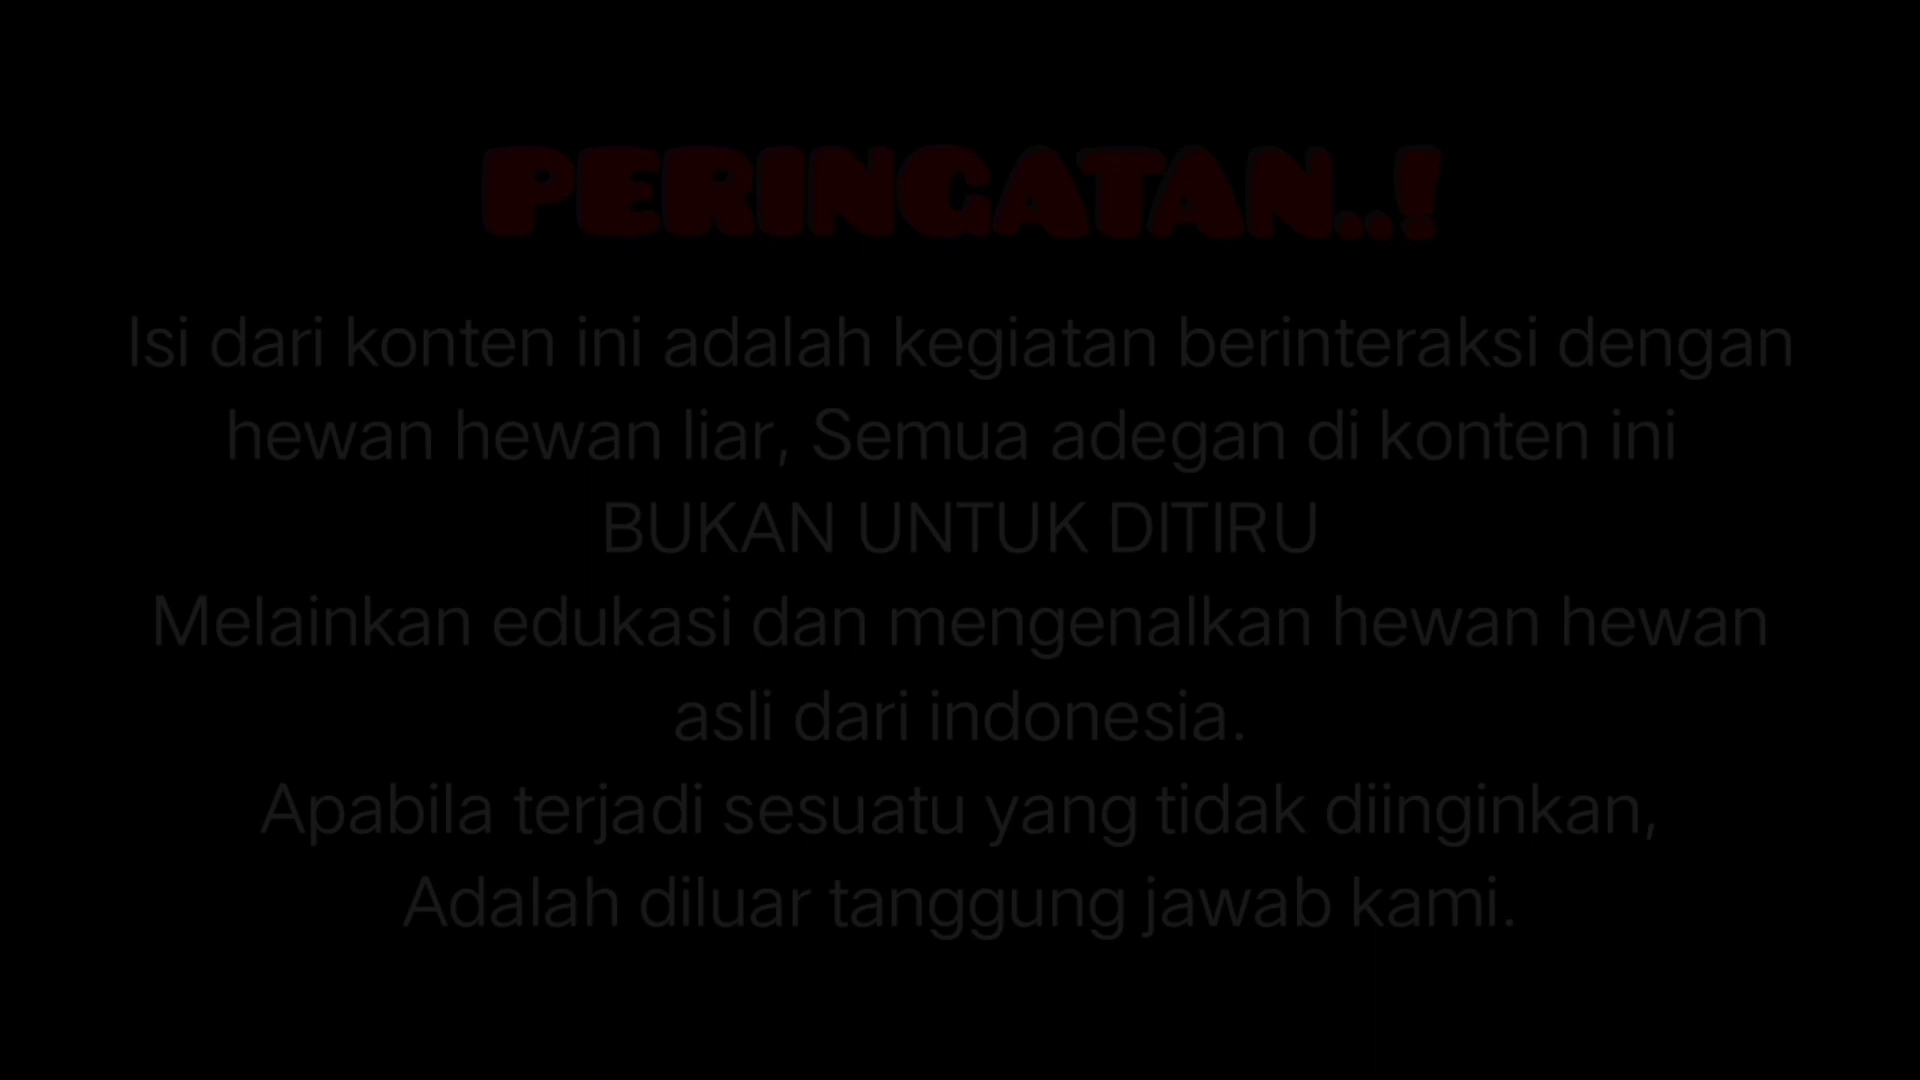 PERINGATAN..!
Isi dari konten ini adalah kegiatan berinteraksi dengan
hewan hewan liar, Semua adegan di konten ini
BUKAN UNTUK DITIRU
Melainkan edukasi dan mengenalkan hewan hewan
asli dari indonesia.
Apabila terjadi sesuatu yang tidak diinginkan,
Adalah diluar tanggung jawab kami.